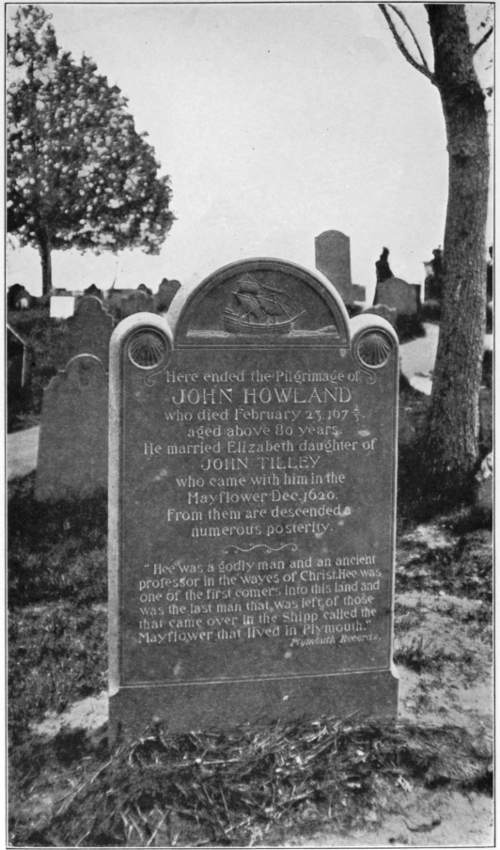 Here ended the Pilgrimage of
JOHN HOWLAND
who died February 23, 167 2/3.
aged above 80 years.
He married Elizabeth daughter of
JOHN TILLEY
who came with him in the
Mayflower Dec. 1620.
From them are descended a
numerous posterity.
"Hee was a godly man and an ancient
professor in the wayes of Christ. Hee was
one of the first comers into this land and
was the last man that was left of those
that came over in the Shipp called the
Mayflower that lived in Plymouth."
Plymouth Records.